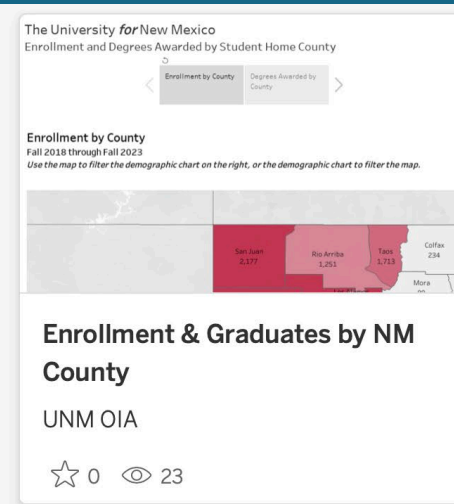 The University for New Mexico
Enrollment and Degrees Awarded by Student Home County
Enrollment by County
Degrees Awarded by County
Enrollment by County
Fall 2018 through Fall 2023
Use the map to filter the demographic chart on the right, or the demographic chart to filter the map.
San Juan
2,177
Rio Arriba
1,251
Taos
1,713
Colfax
234
Mora
Enrollment & Graduates by NM
County
UNM OIA
0 23